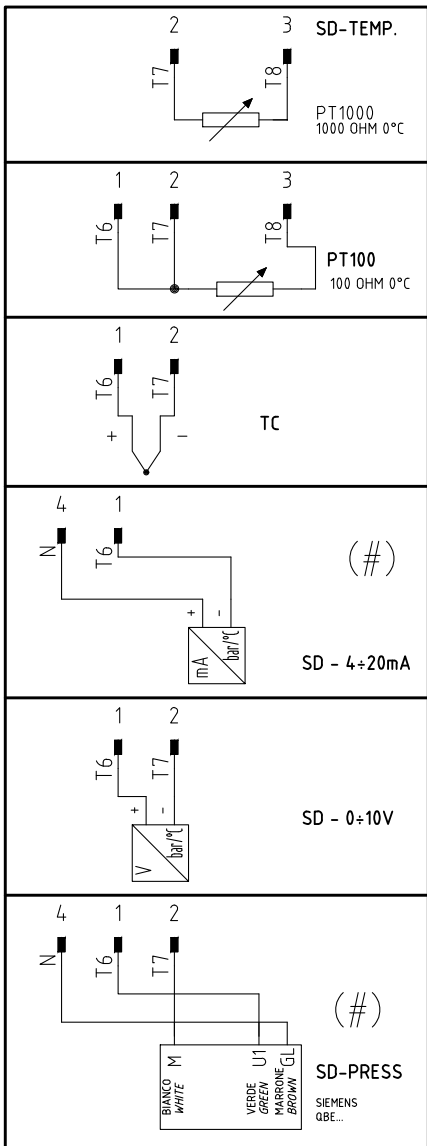 2 3 SD-TEMP.
T7 T8
PT1000
1000 OHM 0°C
1 2 3
T6 T7 T8
PT100
100 OHM 0°C
1 2
T6 T7
+ -
TC
4 1
N T6
(#)
+ -
mA bar/°C
SD - 4÷20mA
1 2
T6 T7
+ -
V bar/°C
SD - 0÷10V
4 1 2
N T6 T7
(#)
M U1 GL
BIANCO VERDE MARRONE
WHITE GREEN BROWN
SD-PRESS
SIEMENS
QBE...